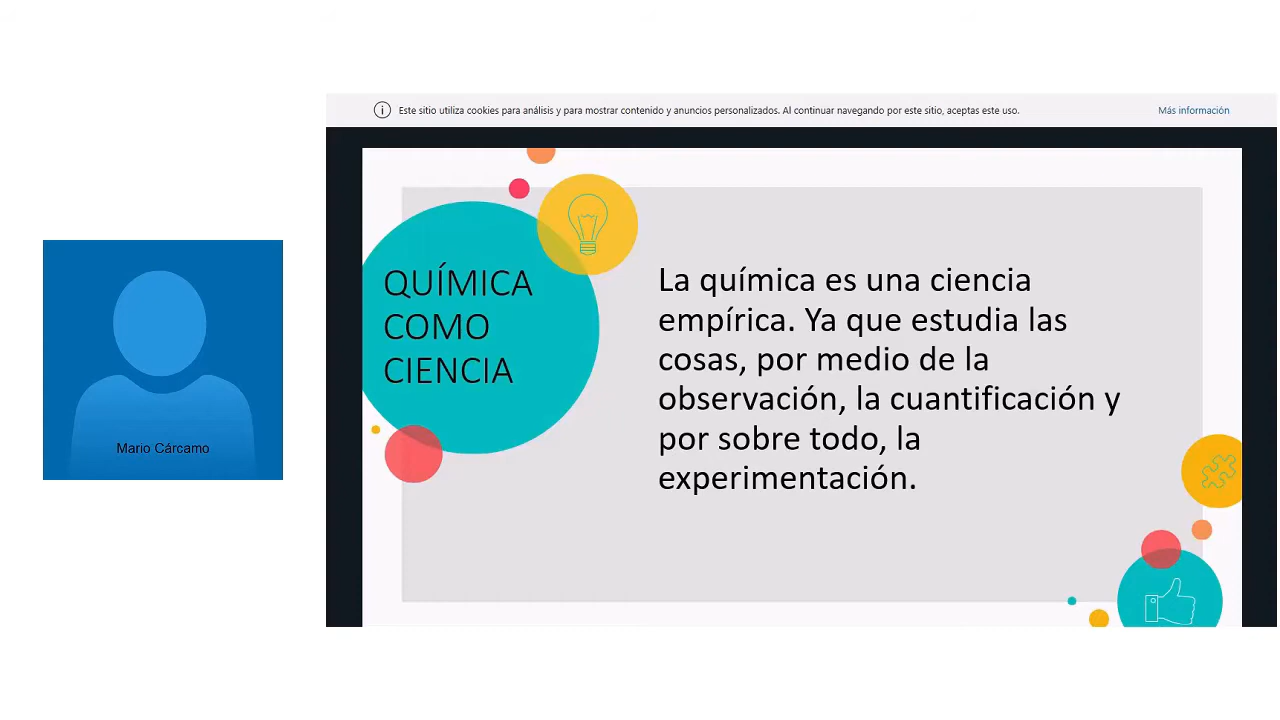 Este sitio utiliza cookies para análisis y para mostrar contenido y anuncios personalizados. Al continuar navegando por este sitio, aceptas este uso.
Más información
QUÍMICA
COMO
CIENCIA
La química es una ciencia
empírica. Ya que estudia las
cosas, por medio de la
observación, la cuantificación y
por sobre todo, la
experimentación.
Mario Cárcamo